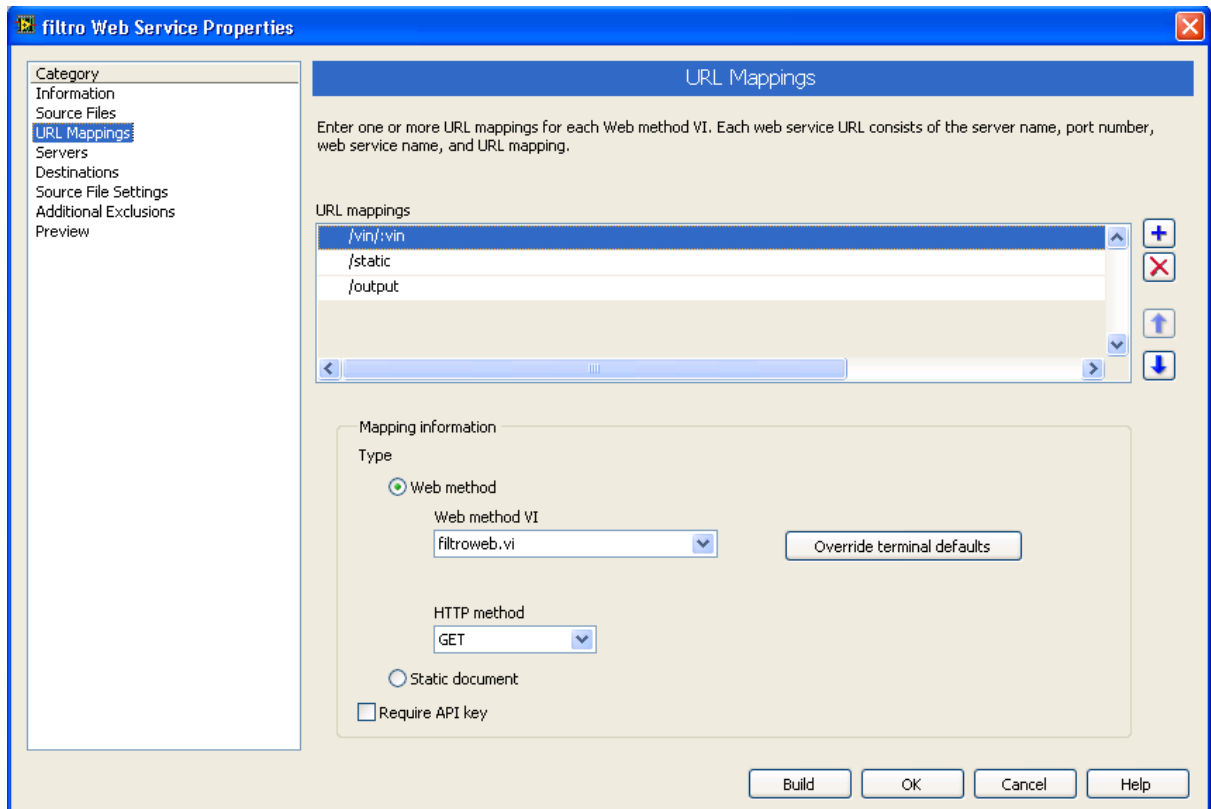 filtro Web Service Properties
Category
Information
Source Files
URL Mappings
Servers
Destinations
Source File Settings
Additional Exclusions
Preview
URL Mappings
Enter one or more URL mappings for each Web method VI. Each web service URL consists of the server name, port number,
web service name, and URL mapping.
URL mappings
/vin/:vin
/static
/output
Mapping information
Type
Web method
Web method VI
filtroweb.vi
Override terminal defaults
HTTP method
GET
Static document
Require API key
Build
OK
Cancel
Help